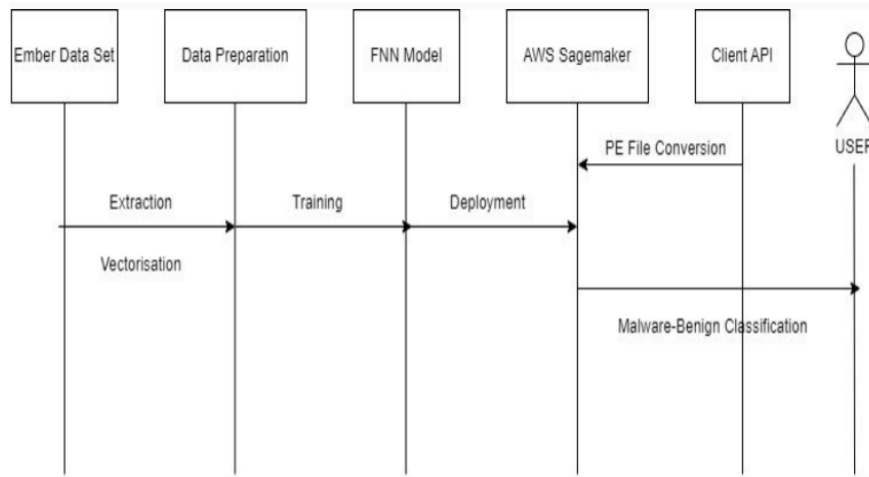 Ember Data Set
Data Preparation
FNN Model
AWS Sagemaker
Client API
USER
PE File Conversion
Extraction
Training
Deployment
Vectorisation
Malware-Benign Classification